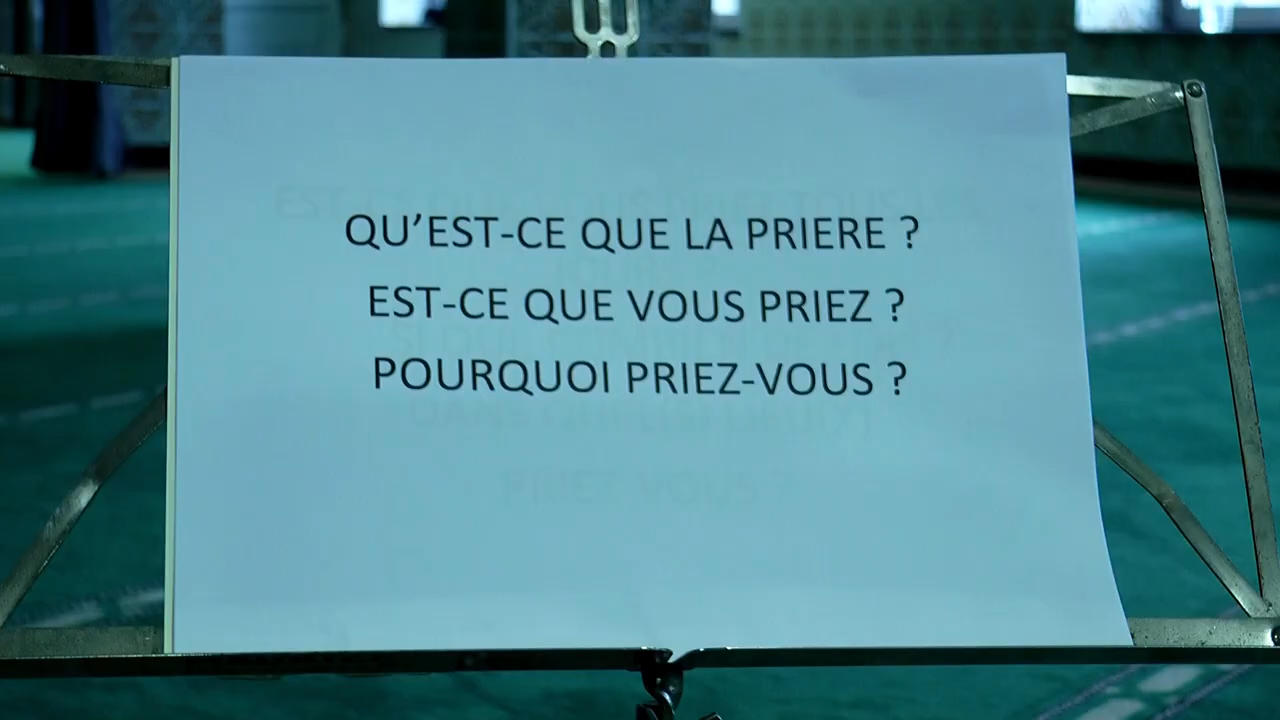 QU’EST-CE QUE LA PRIERE ?
EST-CE QUE VOUS PRIEZ ?
POURQUOI PRIEZ-VOUS ?